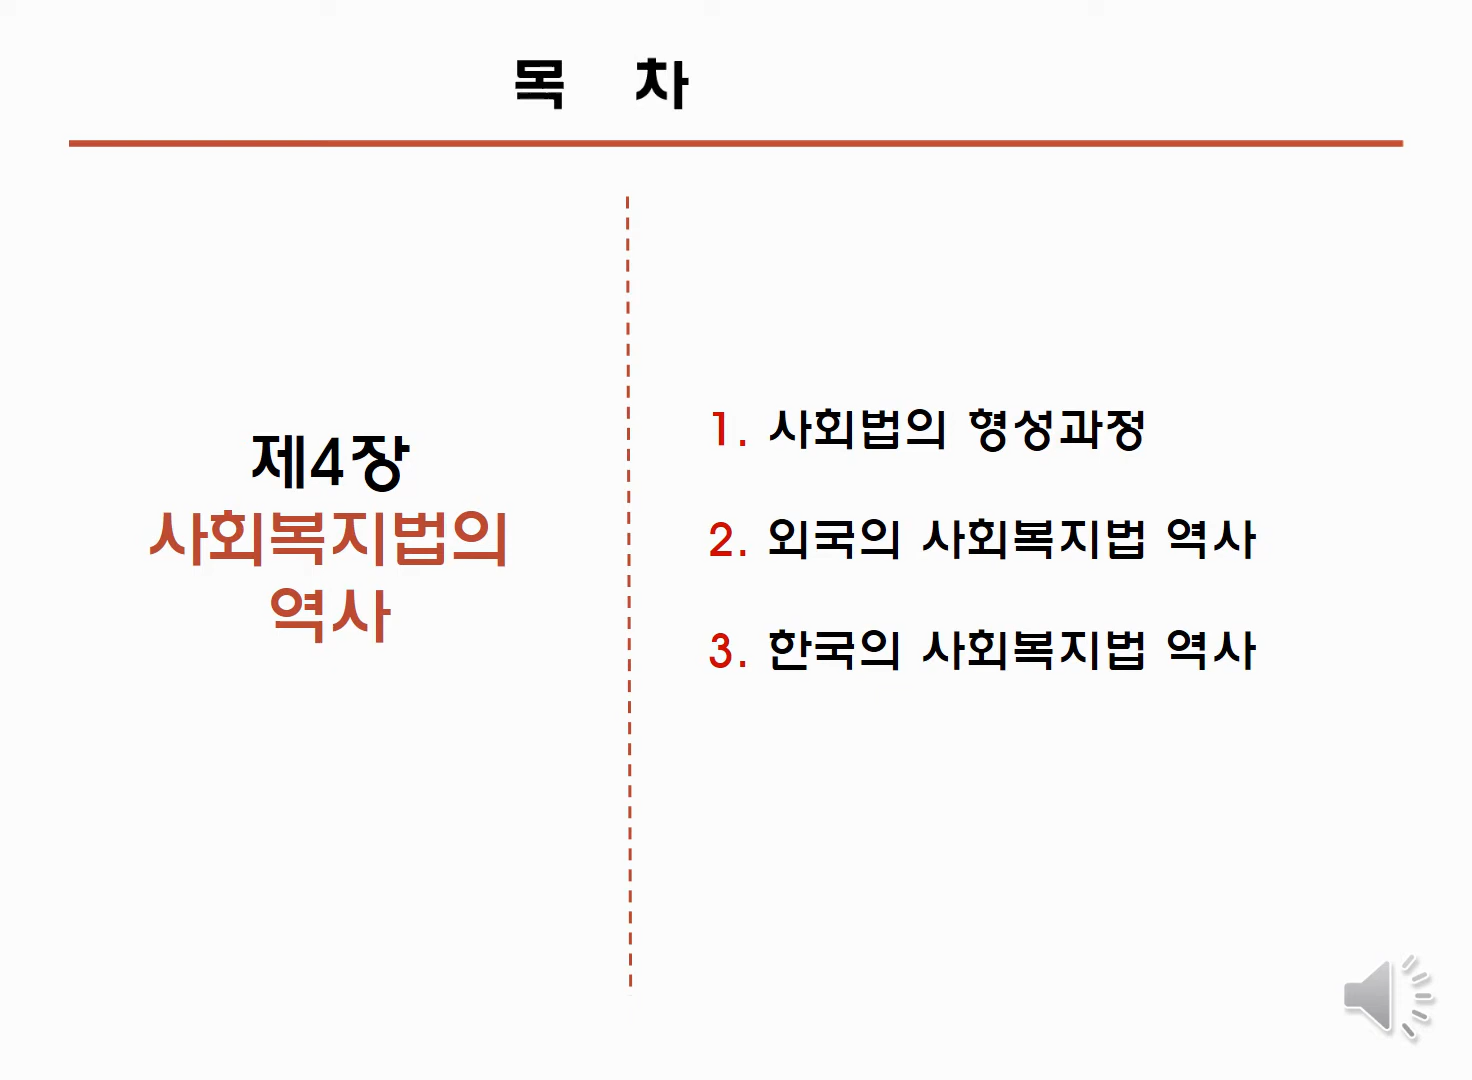 목 차
제4장
사회복지법의
역사
1. 사회법의 형성과정
2. 외국의 사회복지법 역사
3. 한국의 사회복지법 역사